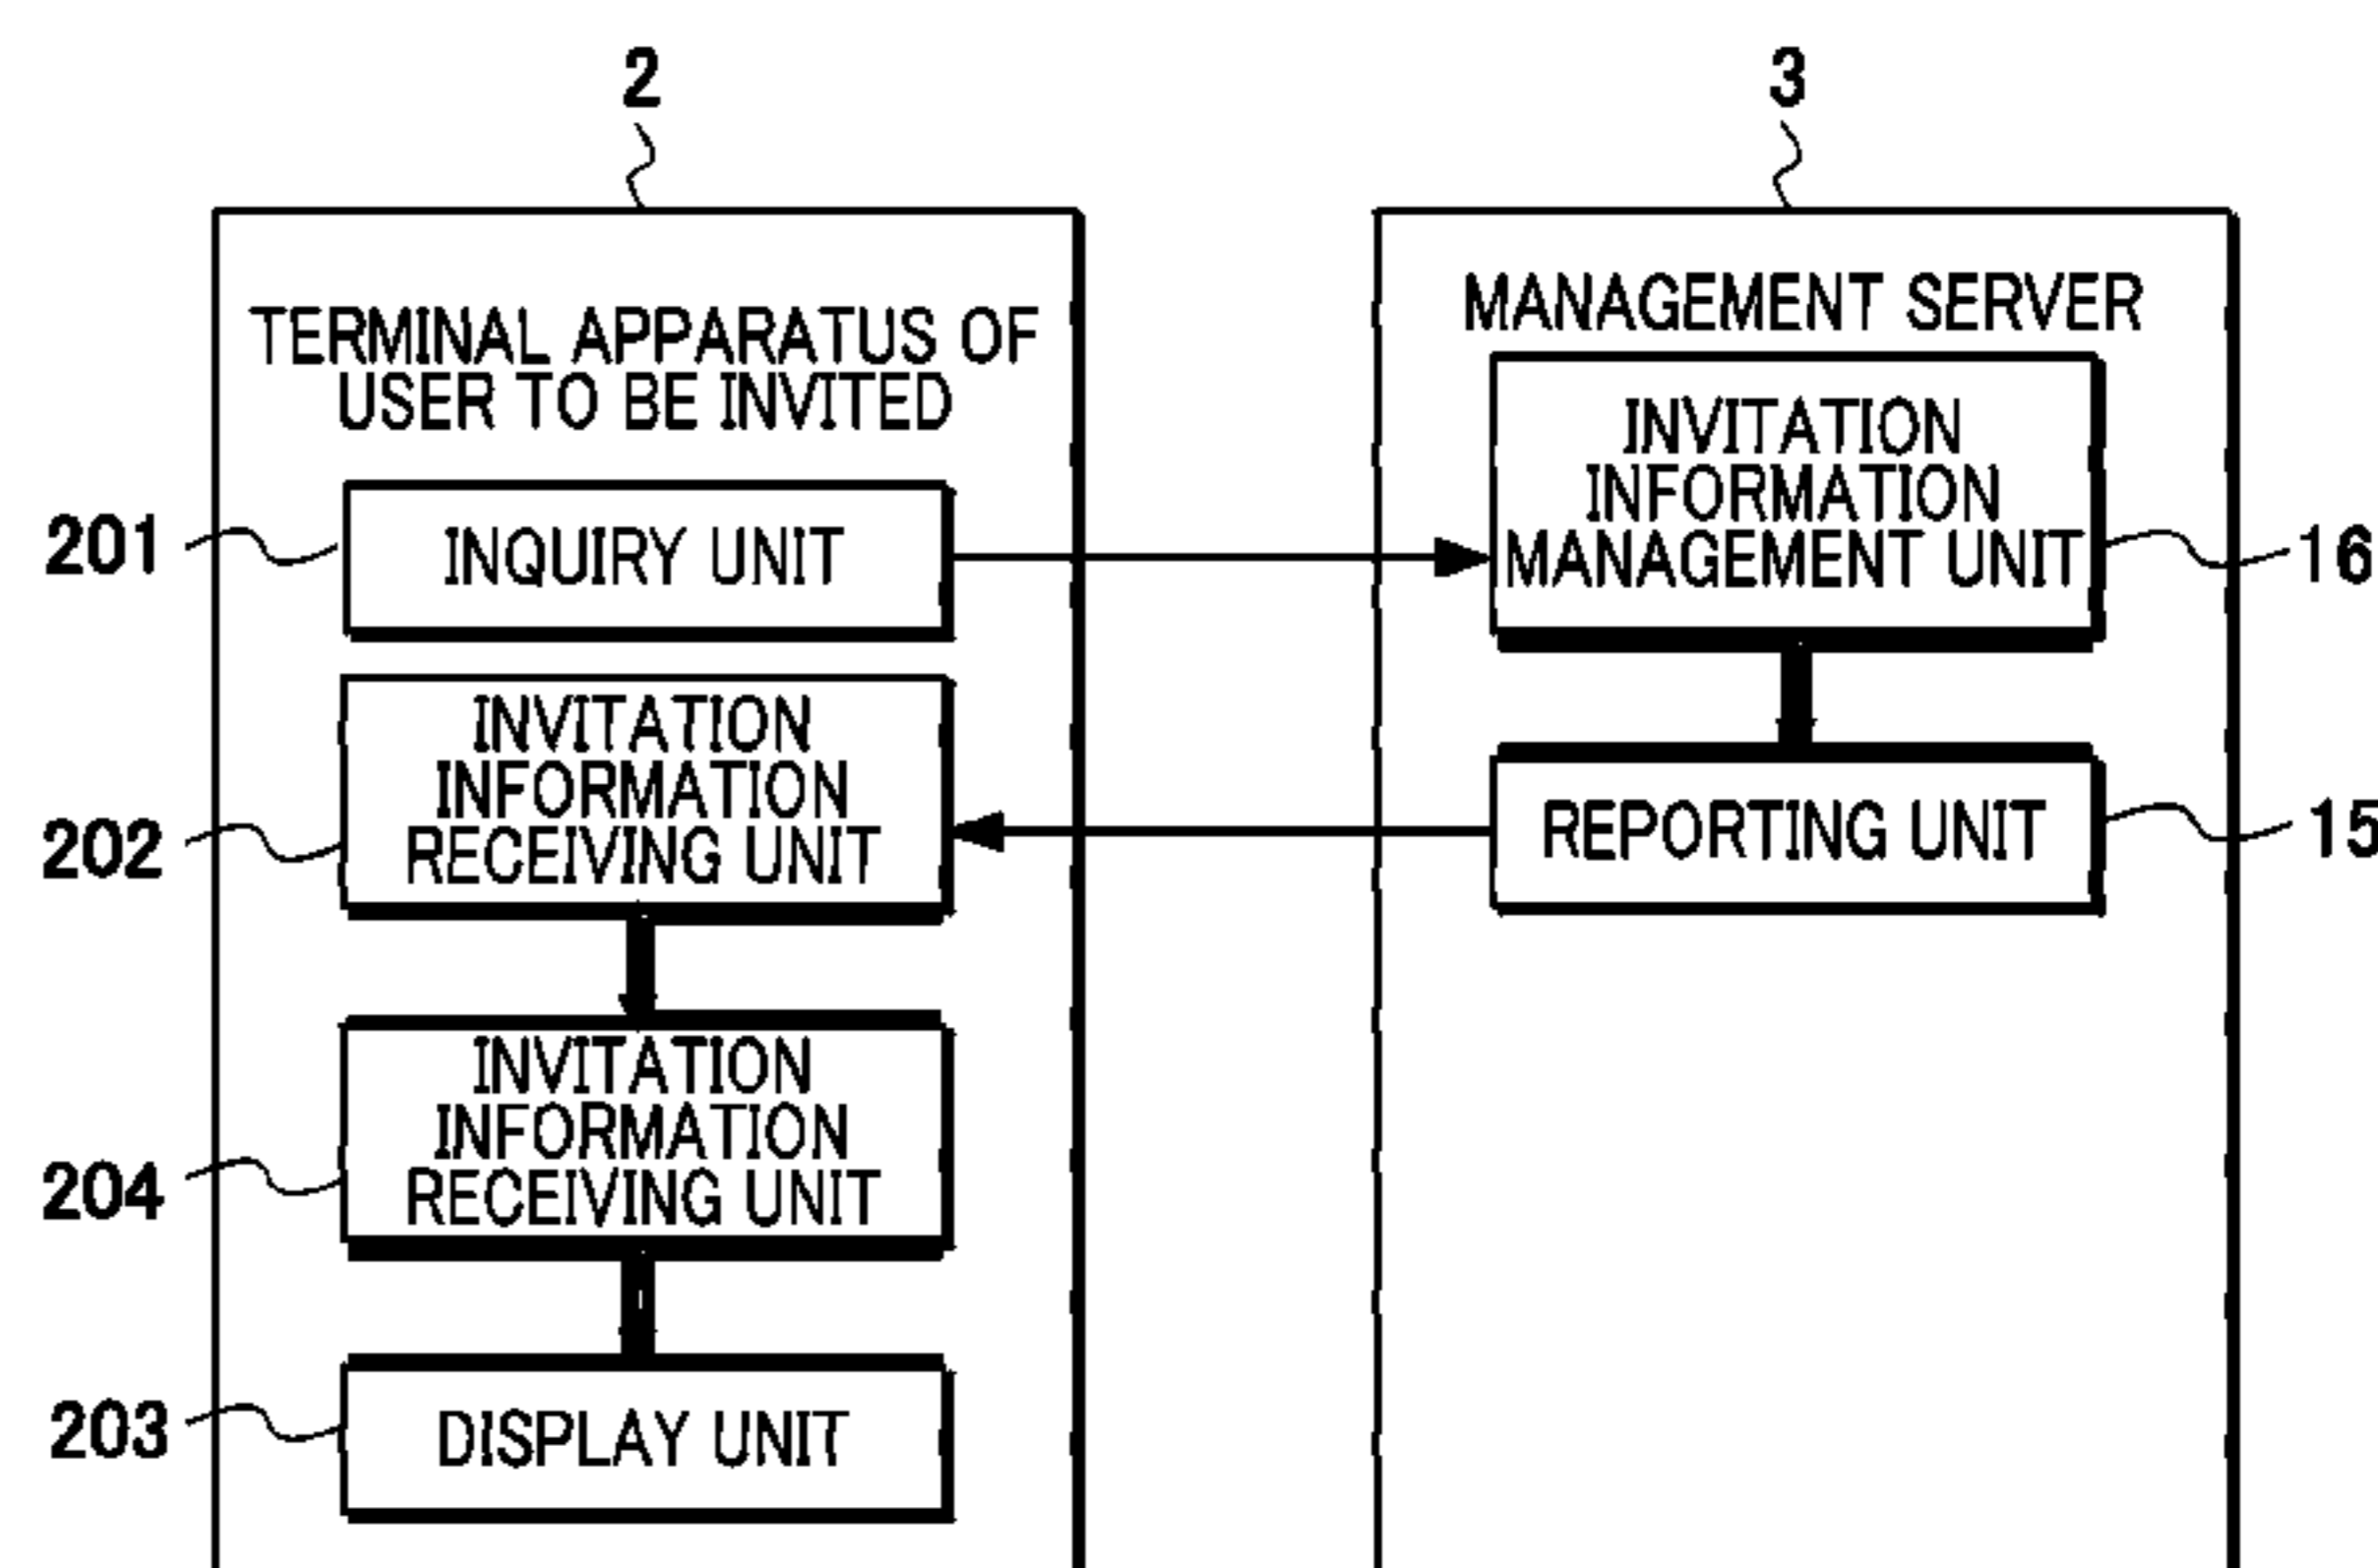 2
3
TERMINAL APPARATUS OF
USER TO BE INVITED
201
INQUIRY UNIT
202
INVITATION
INFORMATION
RECEIVING UNIT
204
INVITATION
INFORMATION
RECEIVING UNIT
203
DISPLAY UNIT
MANAGEMENT SERVER
INVITATION
INFORMATION
MANAGEMENT UNIT
16
REPORTING UNIT
15